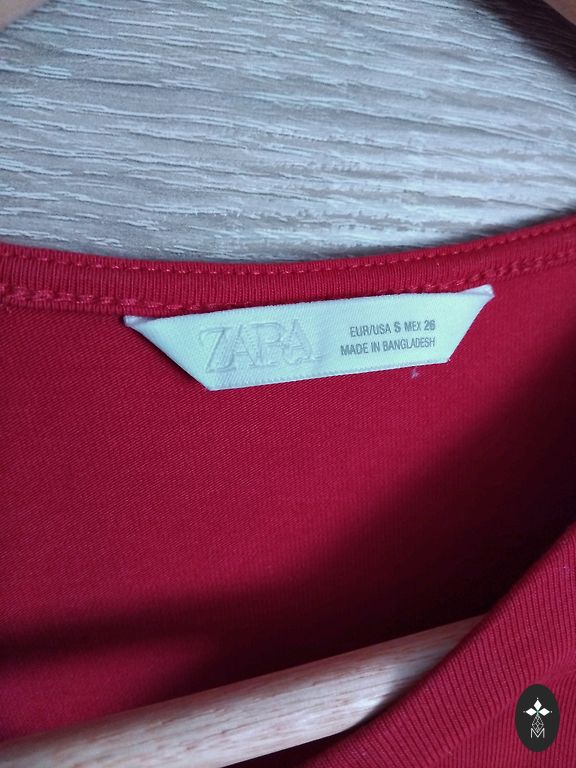 ZARA
EUR/USA S MEX 26
MADE IN BANGLADESH
M